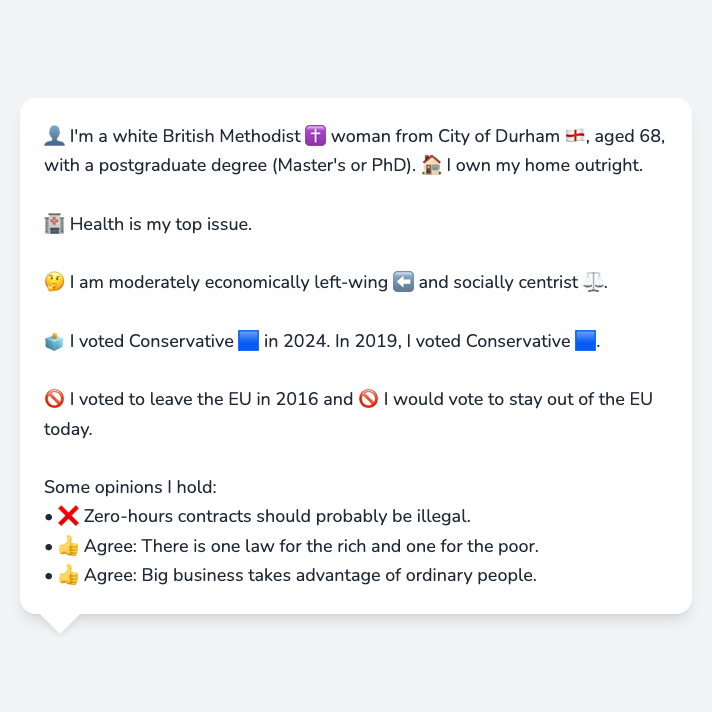 👤 I'm a white British Methodist ✝️ woman from City of Durham 🏴󠁧󠁢󠁥󠁮󠁧󠁿, aged 68,
with a postgraduate degree (Master's or PhD). 🏠 I own my home outright.
🏥 Health is my top issue.
🤔 I am moderately economically left-wing ⬅️ and socially centrist ⚖️.
🗳️ I voted Conservative 🟦 in 2024. In 2019, I voted Conservative 🟦.
🚫 I voted to leave the EU in 2016 and 🚫 I would vote to stay out of the EU
today.
Some opinions I hold:
• ❌ Zero-hours contracts should probably be illegal.
• 👍 Agree: There is one law for the rich and one for the poor.
• 👍 Agree: Big business takes advantage of ordinary people.